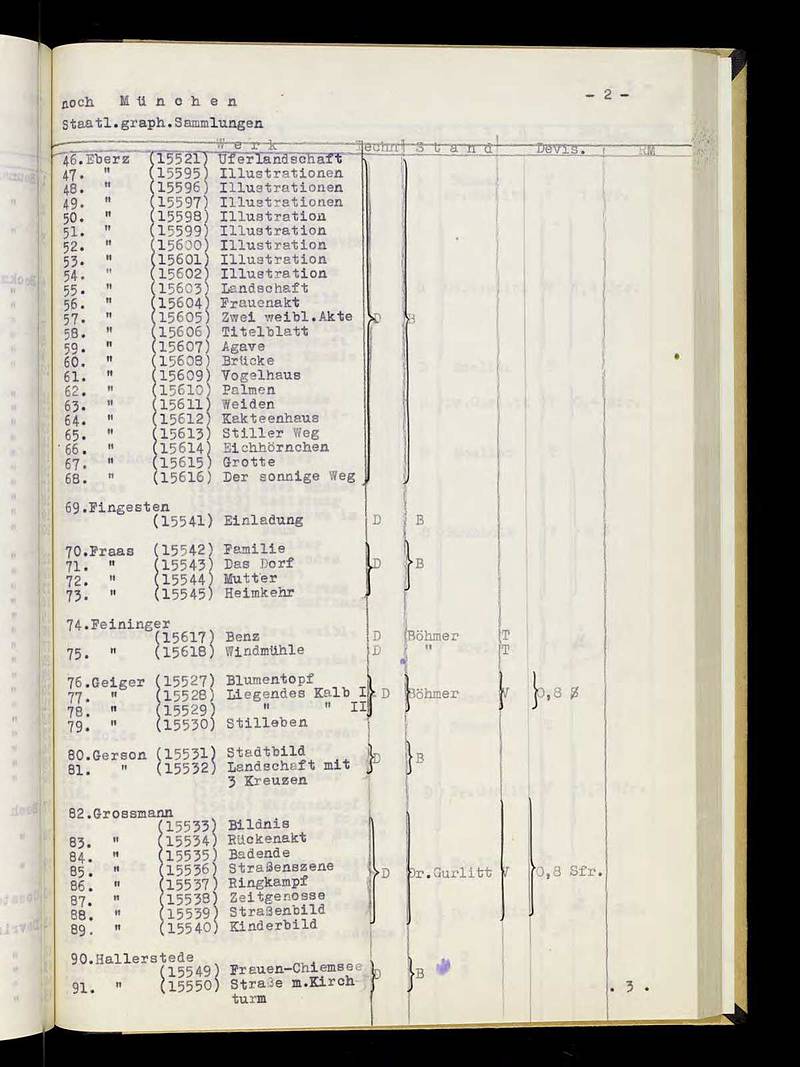 - 2 -
noch München
Staatl.graph.Sammlungen
Werk Techn Stand Devis. RM
46.Eberz (15521) Uferlandschaft
47. " (15595) Illustrationen
48. " (15596) Illustrationen
49. " (15597) Illustrationen
50. " (15598) Illustration
51. " (15599) Illustration
52. " (15600) Illustration
53. " (15601) Illustration
54. " (15602) Illustration
55. " (15603) Landschaft
56. " (15604) Frauenakt
57. " (15605) Zwei weibl.Akte D B
58. " (15606) Titelblatt
59. " (15607) Agave
60. " (15608) Brücke
61. " (15609) Vogelhaus
62. " (15610) Palmen
63. " (15611) Weiden
64. " (15612) Kakteenhaus
65. " (15613) Stiller Weg
66. " (15614) Eichhörnchen
67. " (15615) Grotte
68. " (15616) Der sonnige Weg
69.Fingesten
(15541) Einladung D B
70.Fraas (15542) Familie
71. " (15543) Das Dorf D B
72. " (15544) Mutter
73. " (15545) Heimkehr
74.Feininger
(15617) Benz D Böhmer T
75. " (15618) Windmühle D " T
76.Geiger (15527) Blumentopf
77. " (15528) Liegendes Kalb I D Böhmer V 0,8 $
78. " (15529) " " II
79. " (15530) Stilleben
80.Gerson (15531) Stadtbild D B
81. " (15532) Landschaft mit
3 Kreuzen
82.Grossmann
(15533) Bildnis
83. " (15534) Rückenakt
84. " (15535) Badende
85. " (15536) Straßenszene D Dr.Gurlitt V 0,8 Sfr.
86. " (15537) Ringkampf
87. " (15538) Zeitgenosse
88. " (15539) Straßenbild
89. " (15540) Kinderbild
90.Hallerstede
(15549) Frauen-Chiemsee D B
91. " (15550) Straße m.Kirch-
turm
. 3 .